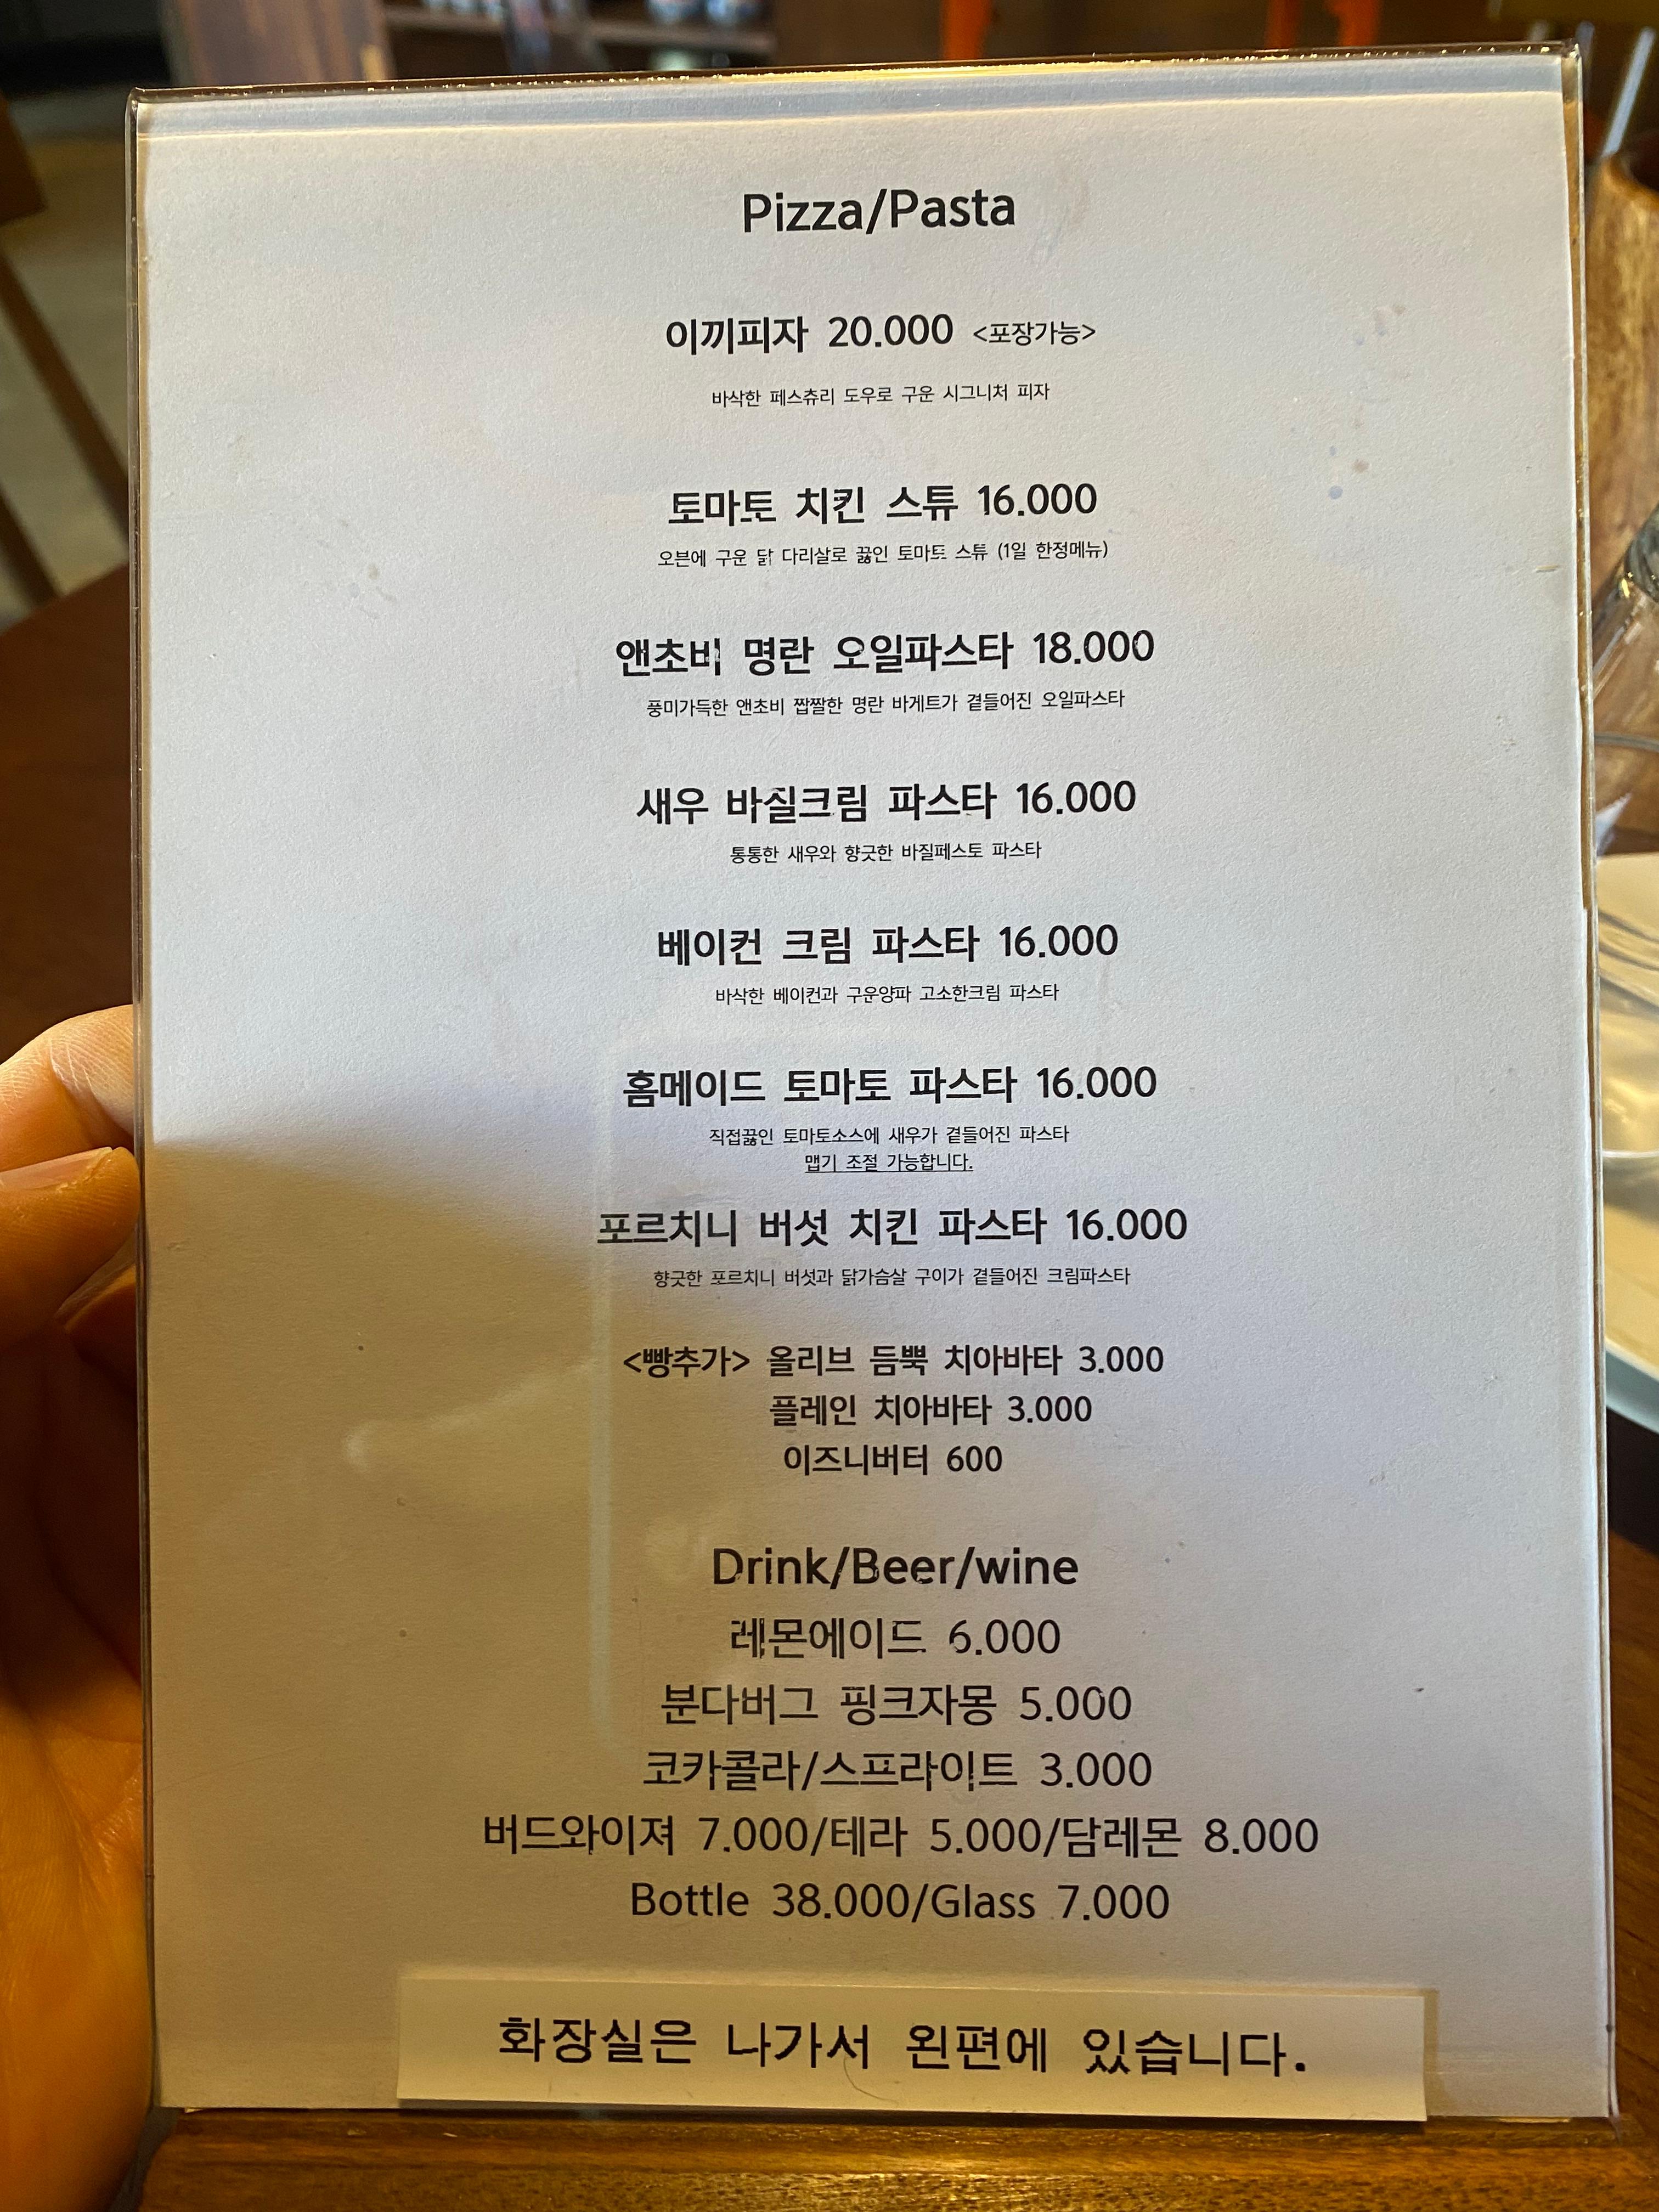 Pizza/Pasta
이끼피자 20.000 <포장가능>
바삭한 페스츄리 도우로 구운 시그니처 피자
토마토 치킨 스튜 16.000
오븐에 구운 닭 다리살로 끓인 토마토 스튜 (1일 한정메뉴)
앤초비 명란 오일파스타 18.000
풍미가득한 앤초비 짭짤한 명란 바게트가 곁들어진 오일파스타
새우 바질크림 파스타 16.000
통통한 새우와 향긋한 바질페스토 파스타
베이컨 크림 파스타 16.000
바삭한 베이컨과 구운양파 고소한크림 파스타
홈메이드 토마토 파스타 16.000
직접끓인 토마토소스에 새우가 곁들어진 파스타
맵기 조절 가능합니다.
포르치니 버섯 치킨 파스타 16.000
향긋한 포르치니 버섯과 닭가슴살 구이가 곁들어진 크림파스타
<빵추가> 올리브 듬뿍 치아바타 3.000
플레인 치아바타 3.000
이즈니버터 600
Drink/Beer/wine
레몬에이드 6.000
분다버그 핑크자몽 5.000
코카콜라/스프라이트 3.000
버드와이져 7.000/테라 5.000/담레몬 8.000
Bottle 38.000/Glass 7.000
화장실은 나가서 왼편에 있습니다.